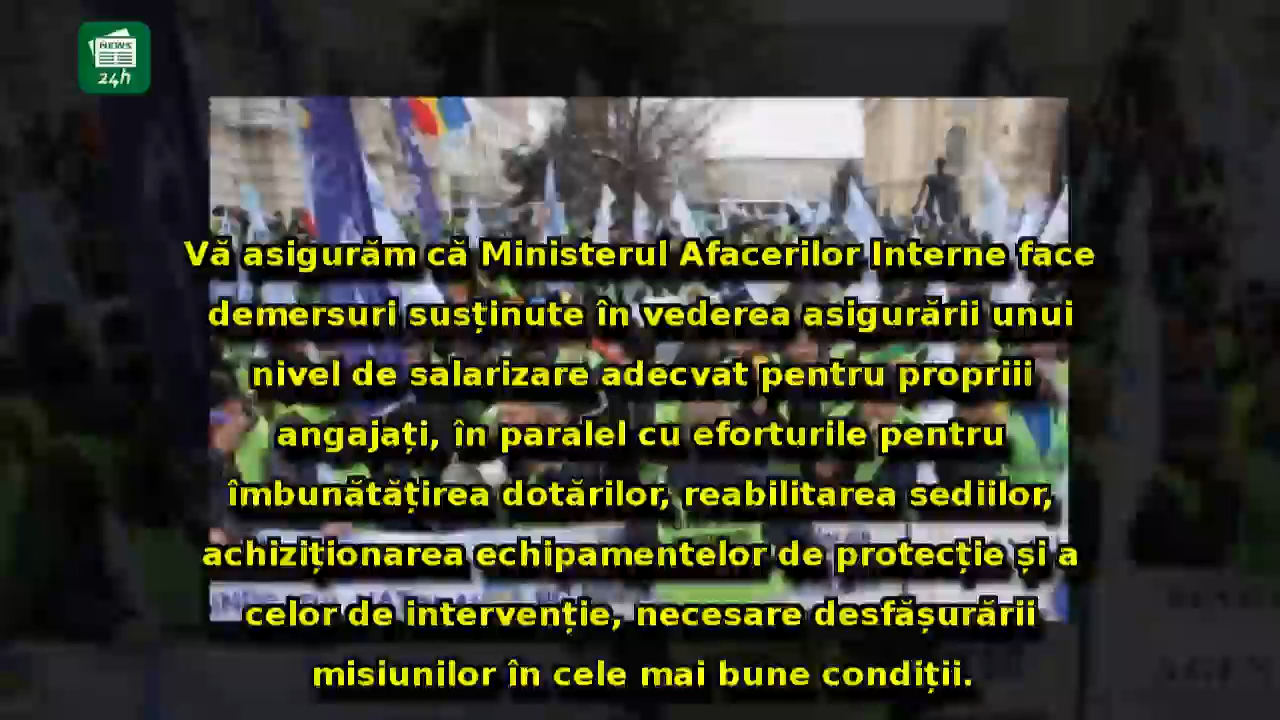 NEWS
24h
Vă asigurăm că Ministerul Afacerilor Interne face
demersuri susținute în vederea asigurării unui
nivel de salarizare adecvat pentru propriii
angajați, în paralel cu eforturile pentru
îmbunătățirea dotărilor, reabilitarea sediilor,
achiziționarea echipamentelor de protecție și a
celor de intervenție, necesare desfășurării
misiunilor în cele mai bune condiții.